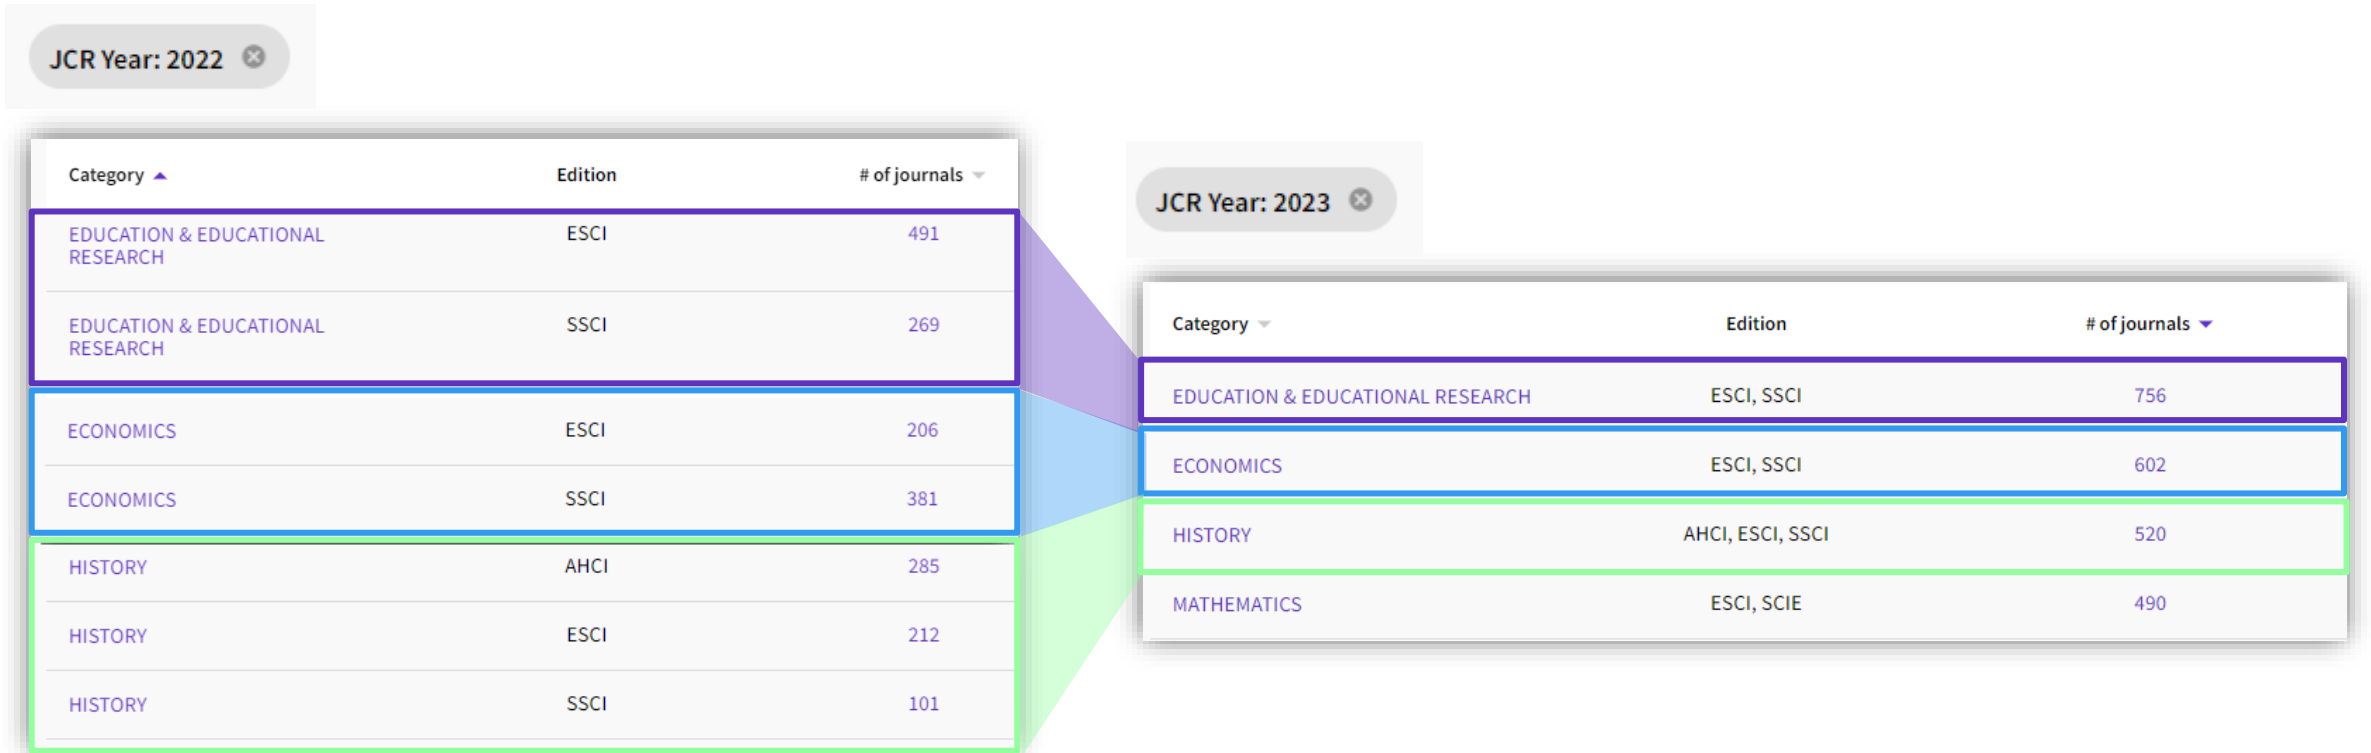 JCR Year: 2022
Category Edition # of journals
EDUCATION & EDUCATIONAL ESCI 491
RESEARCH
EDUCATION & EDUCATIONAL SSCI 269
RESEARCH
ECONOMICS ESCI 206
ECONOMICS SSCI 381
HISTORY AHCI 285
HISTORY ESCI 212
HISTORY SSCI 101
JCR Year: 2023
Category Edition # of journals
EDUCATION & EDUCATIONAL RESEARCH ESCI, SSCI 756
ECONOMICS ESCI, SSCI 602
HISTORY AHCI, ESCI, SSCI 520
MATHEMATICS ESCI, SCIE 490